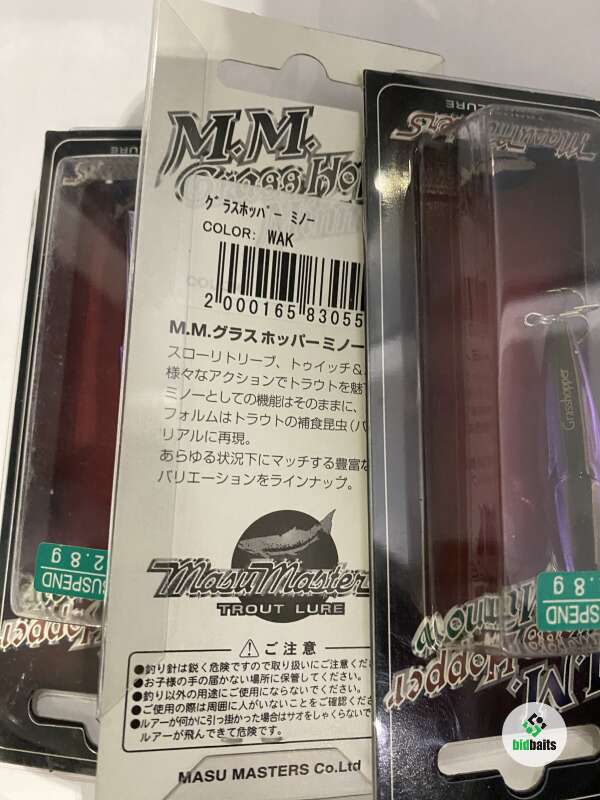 M.M.
Grass Ho
ｸﾞﾗｽﾎｯﾊﾟｰ ﾐﾉｰ
COLOR: WAK
2 000165 83055
M.M.グラスホッパーミノー
スローリトリーブ、トゥイッチ&
様々なアクションでトラウトを魅
ミノーとしての機能はそのままに、
フォルムはトラウトの補食昆虫(バ
リアルに再現。
あらゆる状況下にマッチする豊富な
バリエーションをラインナップ。
Masu Master
TROUT LURE
⚠ご注意
●釣り針は鋭く危険ですので取り扱いにご注意くだ
●お子様の手の届かない場所に保管してください。
●釣り以外の用途にご使用にならないでください。
●ご使用の際は周囲に人がいないことをご確認くださ
●ルアーが何かに引っ掛かった場合はサオをしゃくらないで
ルアーが飛んできて危険です。
MASU MASTERS Co.Ltd
SUSPEND
2.8g
Hopper
Grasshopper
PEND
.8g
Minnow
Hopper
M.
bidbaits